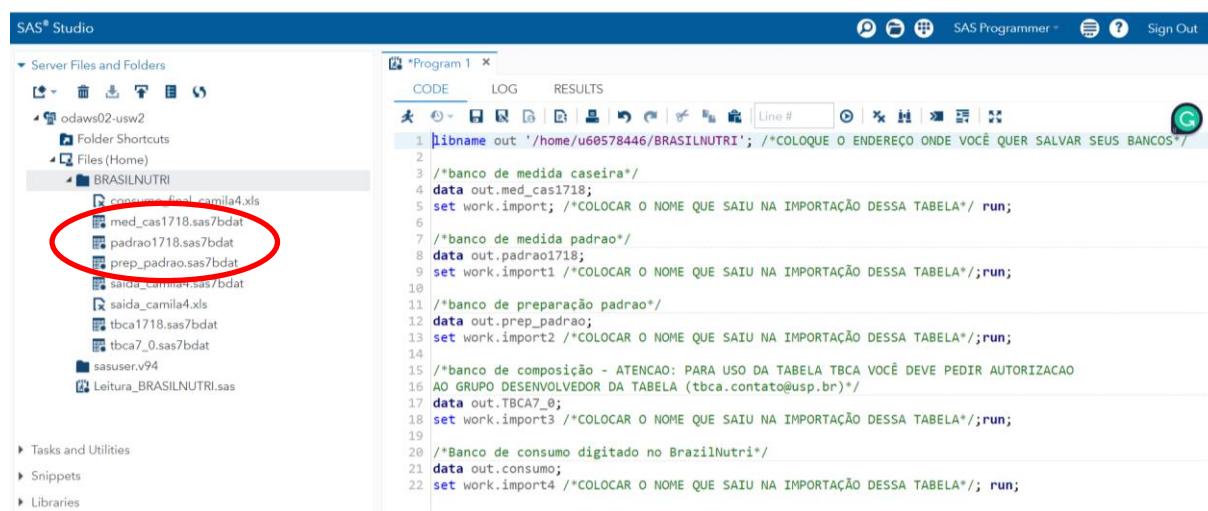 SAS® Studio
SAS Programmer
Sign Out
Server Files and Folders
odaws02-usw2
Folder Shortcuts
Files (Home)
BRASILNUTRI
consumo_final_camila4.xls
med_cas1718.sas7bdat
padrao1718.sas7bdat
prep_padrao.sas7bdat
saida_camila4.sas7bdat
saida_camila4.xls
tbca1718.sas7bdat
tbca7_0.sas7bdat
sasuser.v94
Leitura_BRASILNUTRI.sas
Tasks and Utilities
Snippets
Libraries
*Program 1
CODE LOG RESULTS
Line #
1 libname out '/home/u60578446/BRASILNUTRI'; /*COLOQUE O ENDEREÇO ONDE VOCÊ QUER SALVAR SEUS BANCOS*/
2
3 /*banco de medida caseira*/
4 data out.med_cas1718;
5 set work.import; /*COLOCAR O NOME QUE SAIU NA IMPORTAÇÃO DESSA TABELA*/ run;
6
7 /*banco de medida padrao*/
8 data out.padrao1718;
9 set work.import1 /*COLOCAR O NOME QUE SAIU NA IMPORTAÇÃO DESSA TABELA*/;run;
10
11 /*banco de preparação padrao*/
12 data out.prep_padrao;
13 set work.import2 /*COLOCAR O NOME QUE SAIU NA IMPORTAÇÃO DESSA TABELA*/;run;
14
15 /*banco de composição - ATENCAO: PARA USO DA TABELA TBCA VOCÊ DEVE PEDIR AUTORIZACAO
16 AO GRUPO DESENVOLVEDOR DA TABELA (tbca.contato@usp.br)*/
17 data out.TBCA7_0;
18 set work.import3 /*COLOCAR O NOME QUE SAIU NA IMPORTAÇÃO DESSA TABELA*/;run;
19
20 /*Banco de consumo digitado no BrazilNutri*/
21 data out.consumo;
22 set work.import4 /*COLOCAR O NOME QUE SAIU NA IMPORTAÇÃO DESSA TABELA*/; run;